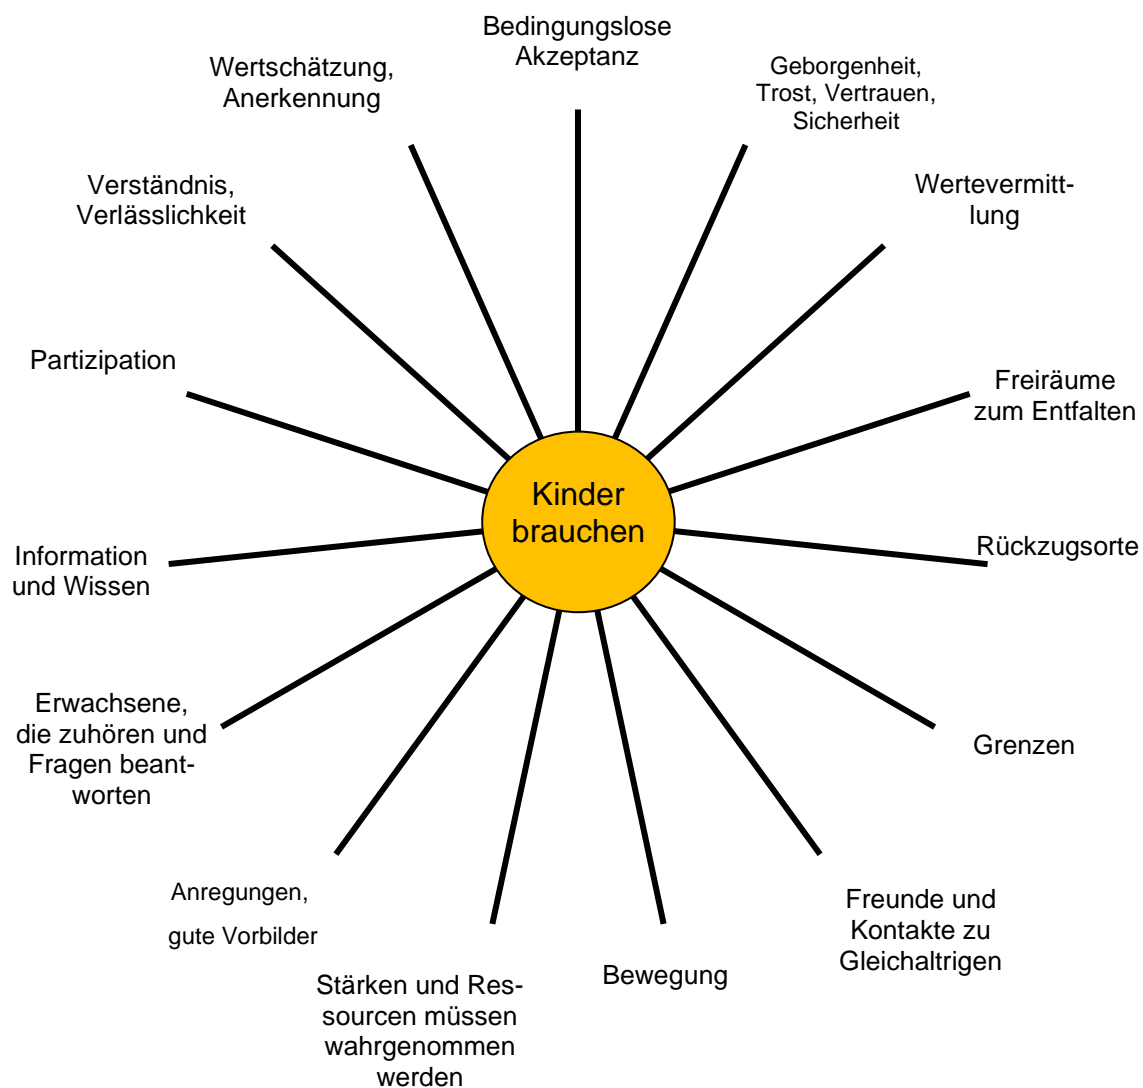 Bedingungslose
Akzeptanz
Geborgenheit,
Trost, Vertrauen,
Sicherheit
Wertevermitt-
lung
Freiräume
zum Entfalten
Rückzugsorte
Grenzen
Freunde und
Kontakte zu
Gleichaltrigen
Bewegung
Stärken und Res-
sourcen müssen
wahrgenommen
werden
Anregungen,
gute Vorbilder
Erwachsene,
die zuhören und
Fragen beant-
worten
Information
und Wissen
Partizipation
Verständnis,
Verlässlichkeit
Wertschätzung,
Anerkennung
Kinder
brauchen